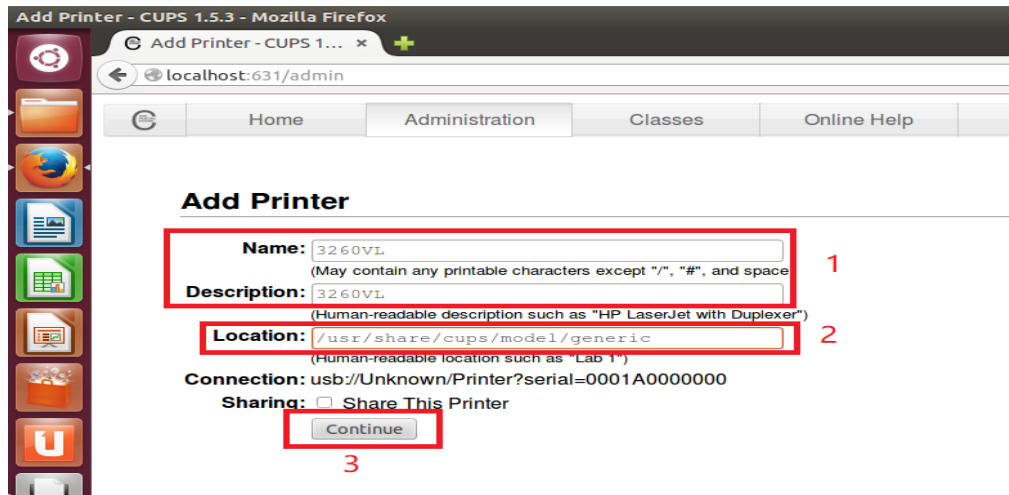 Add Printer - CUPS 1.5.3 - Mozilla Firefox
Add Printer - CUPS 1...
localhost:631/admin
Home Administration Classes Online Help
Add Printer
Name: 3260VL
(May contain any printable characters except "/", "#", and space
1
Description: 3260VL
(Human-readable description such as "HP LaserJet with Duplexer")
Location: /usr/share/cups/model/generic
2
(Human-readable location such as "Lab 1")
Connection: usb://Unknown/Printer?serial=0001A0000000
Sharing: Share This Printer
Continue
3